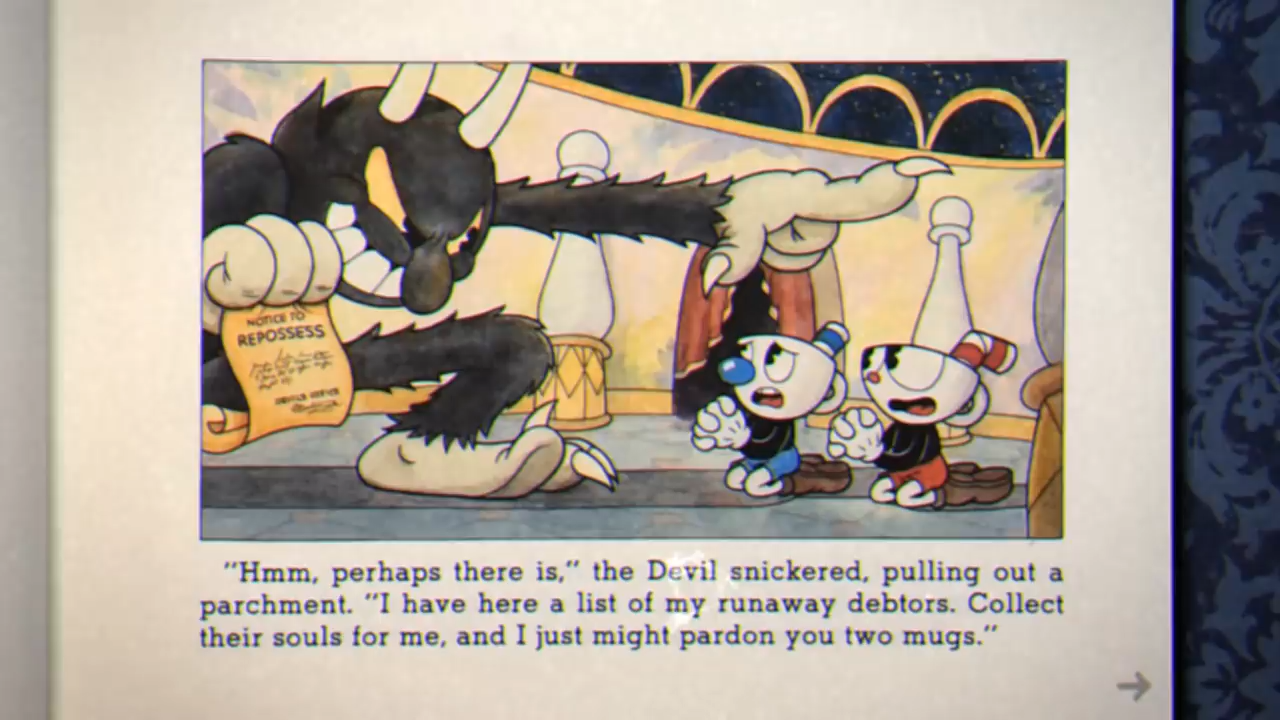 NOTICE TO
REPOSSESS
"Hmm, perhaps there is," the Devil snickered, pulling out a
parchment. "I have here a list of my runaway debtors. Collect
their souls for me, and I just might pardon you two mugs."